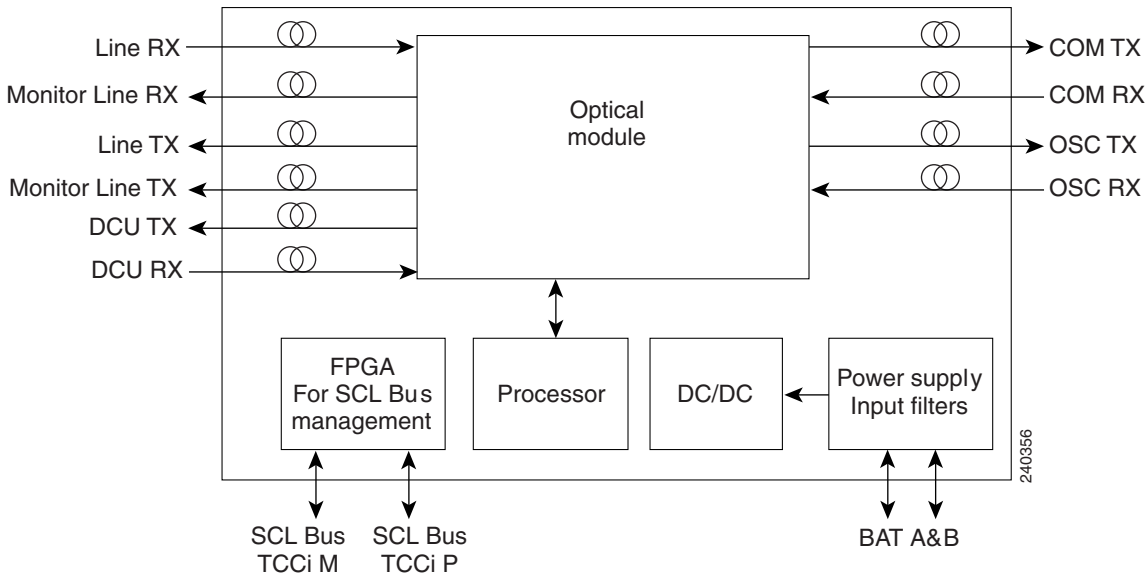 Line RX
Monitor Line RX
Line TX
Monitor Line TX
DCU TX
DCU RX
Optical
module
COM TX
COM RX
OSC TX
OSC RX
FPGA
For SCL Bus
management
Processor
DC/DC
Power supply
Input filters
240356
SCL Bus
TCCi M
SCL Bus
TCCi P
BAT A&B